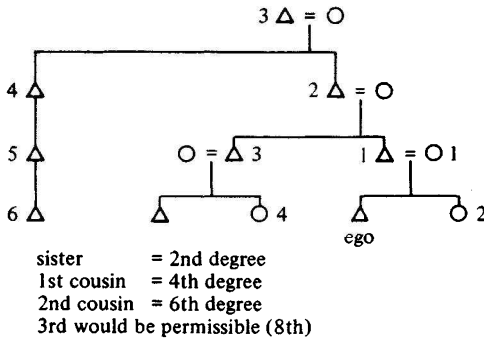 3 △ = ○
4 △ 2 △ = ○
5 △ ○ = △ 3 1 △ = ○ 1
6 △ △ ○ 4 △ ○ 2
ego
sister = 2nd degree
1st cousin = 4th degree
2nd cousin = 6th degree
3rd would be permissible (8th)